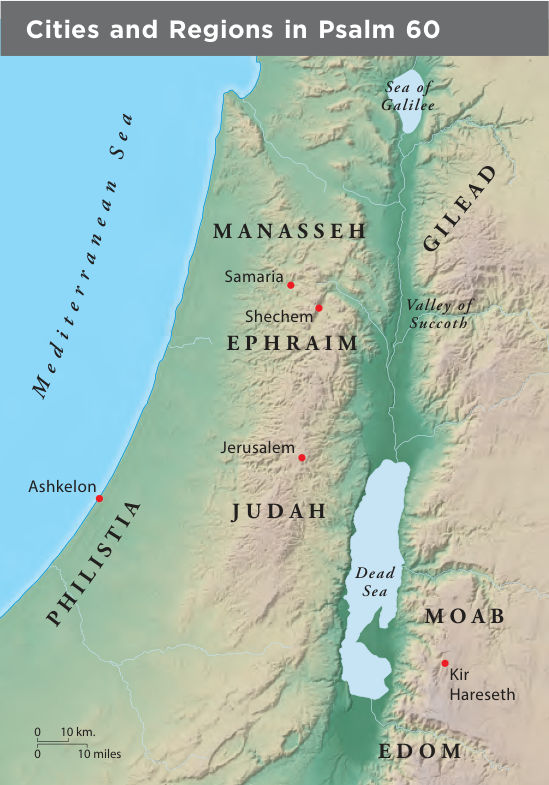 Cities and Regions in Psalm 60
Sea of
Galilee
Mediterranean Sea
GILEAD
MANASSEH
Samaria
Shechem
Valley of
Succoth
EPHRAIM
Jerusalem
Ashkelon
JUDAH
PHILISTIA
Dead
Sea
MOAB
Kir
Hareseth
0 10 km.
0 10 miles
EDOM